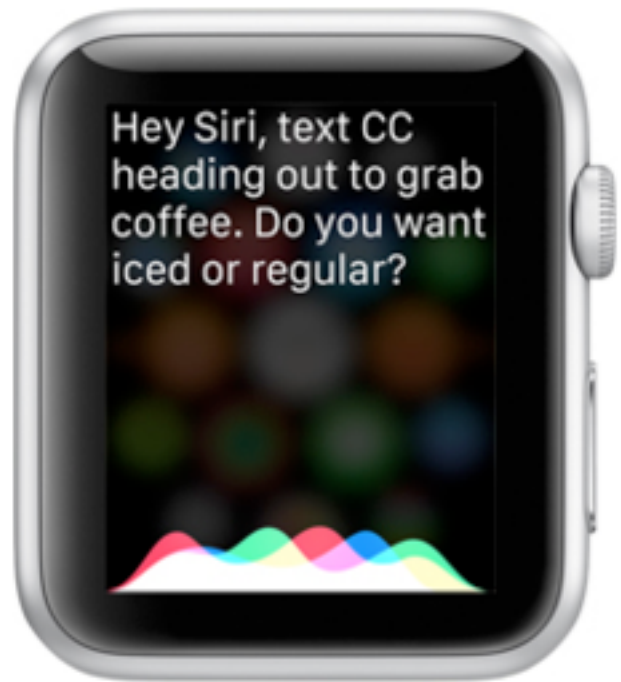 Hey Siri, text CC
heading out to grab
coffee. Do you want
iced or regular?